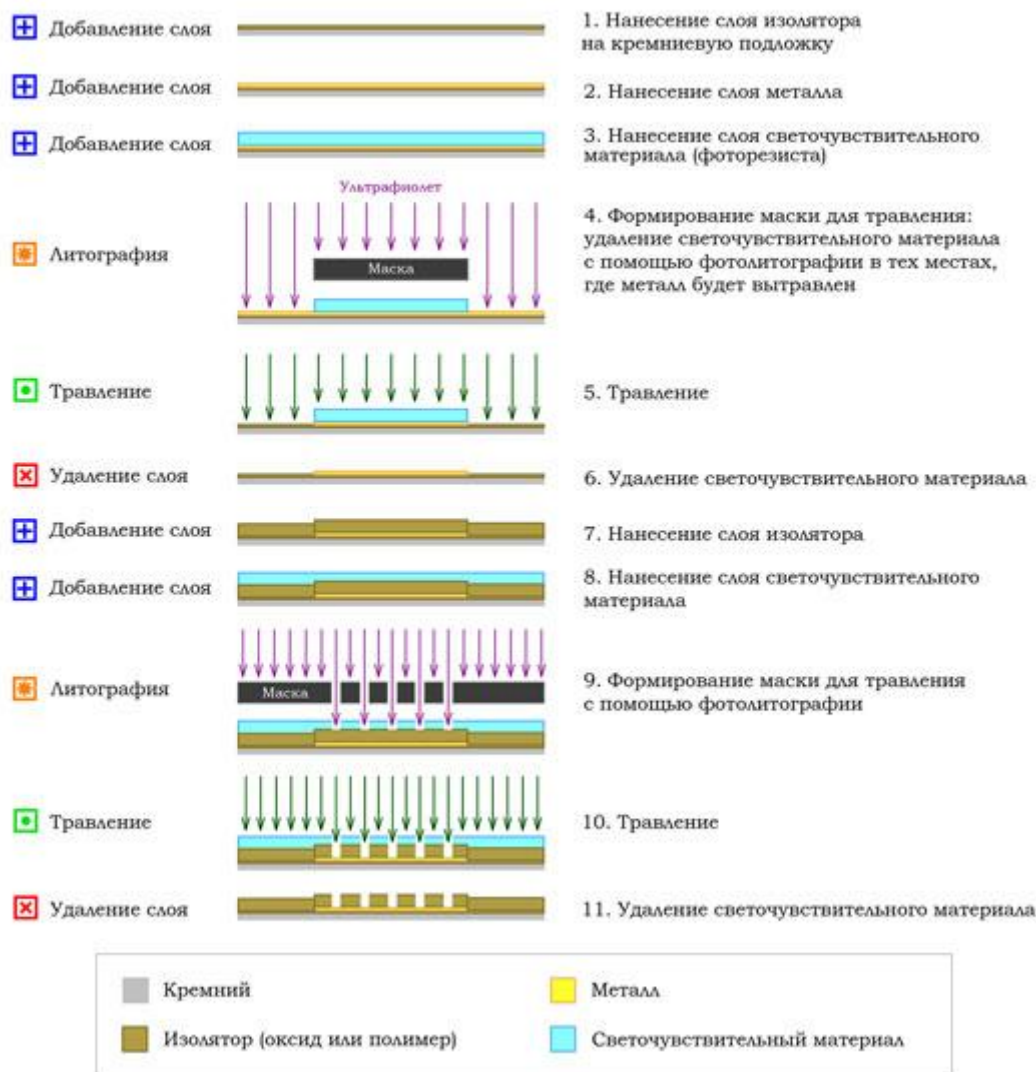 Добавление слоя
1. Нанесение слоя изолятора
на кремниевую подложку
Добавление слоя
2. Нанесение слоя металла
Добавление слоя
3. Нанесение слоя светочувствительного
материала (фоторезиста)
Ультрафиолет
Маска
Литография
4. Формирование маски для травления:
удаление светочувствительного материала
с помощью фотолитографии в тех местах,
где металл будет вытравлен
Травление
5. Травление
Удаление слоя
6. Удаление светочувствительного материала
Добавление слоя
7. Нанесение слоя изолятора
Добавление слоя
8. Нанесение слоя светочувствительного
материала
Литография
Маска
9. Формирование маски для травления
с помощью фотолитографии
Травление
10. Травление
Удаление слоя
11. Удаление светочувствительного материала
Кремний
Металл
Изолятор (оксид или полимер)
Светочувствительный материал